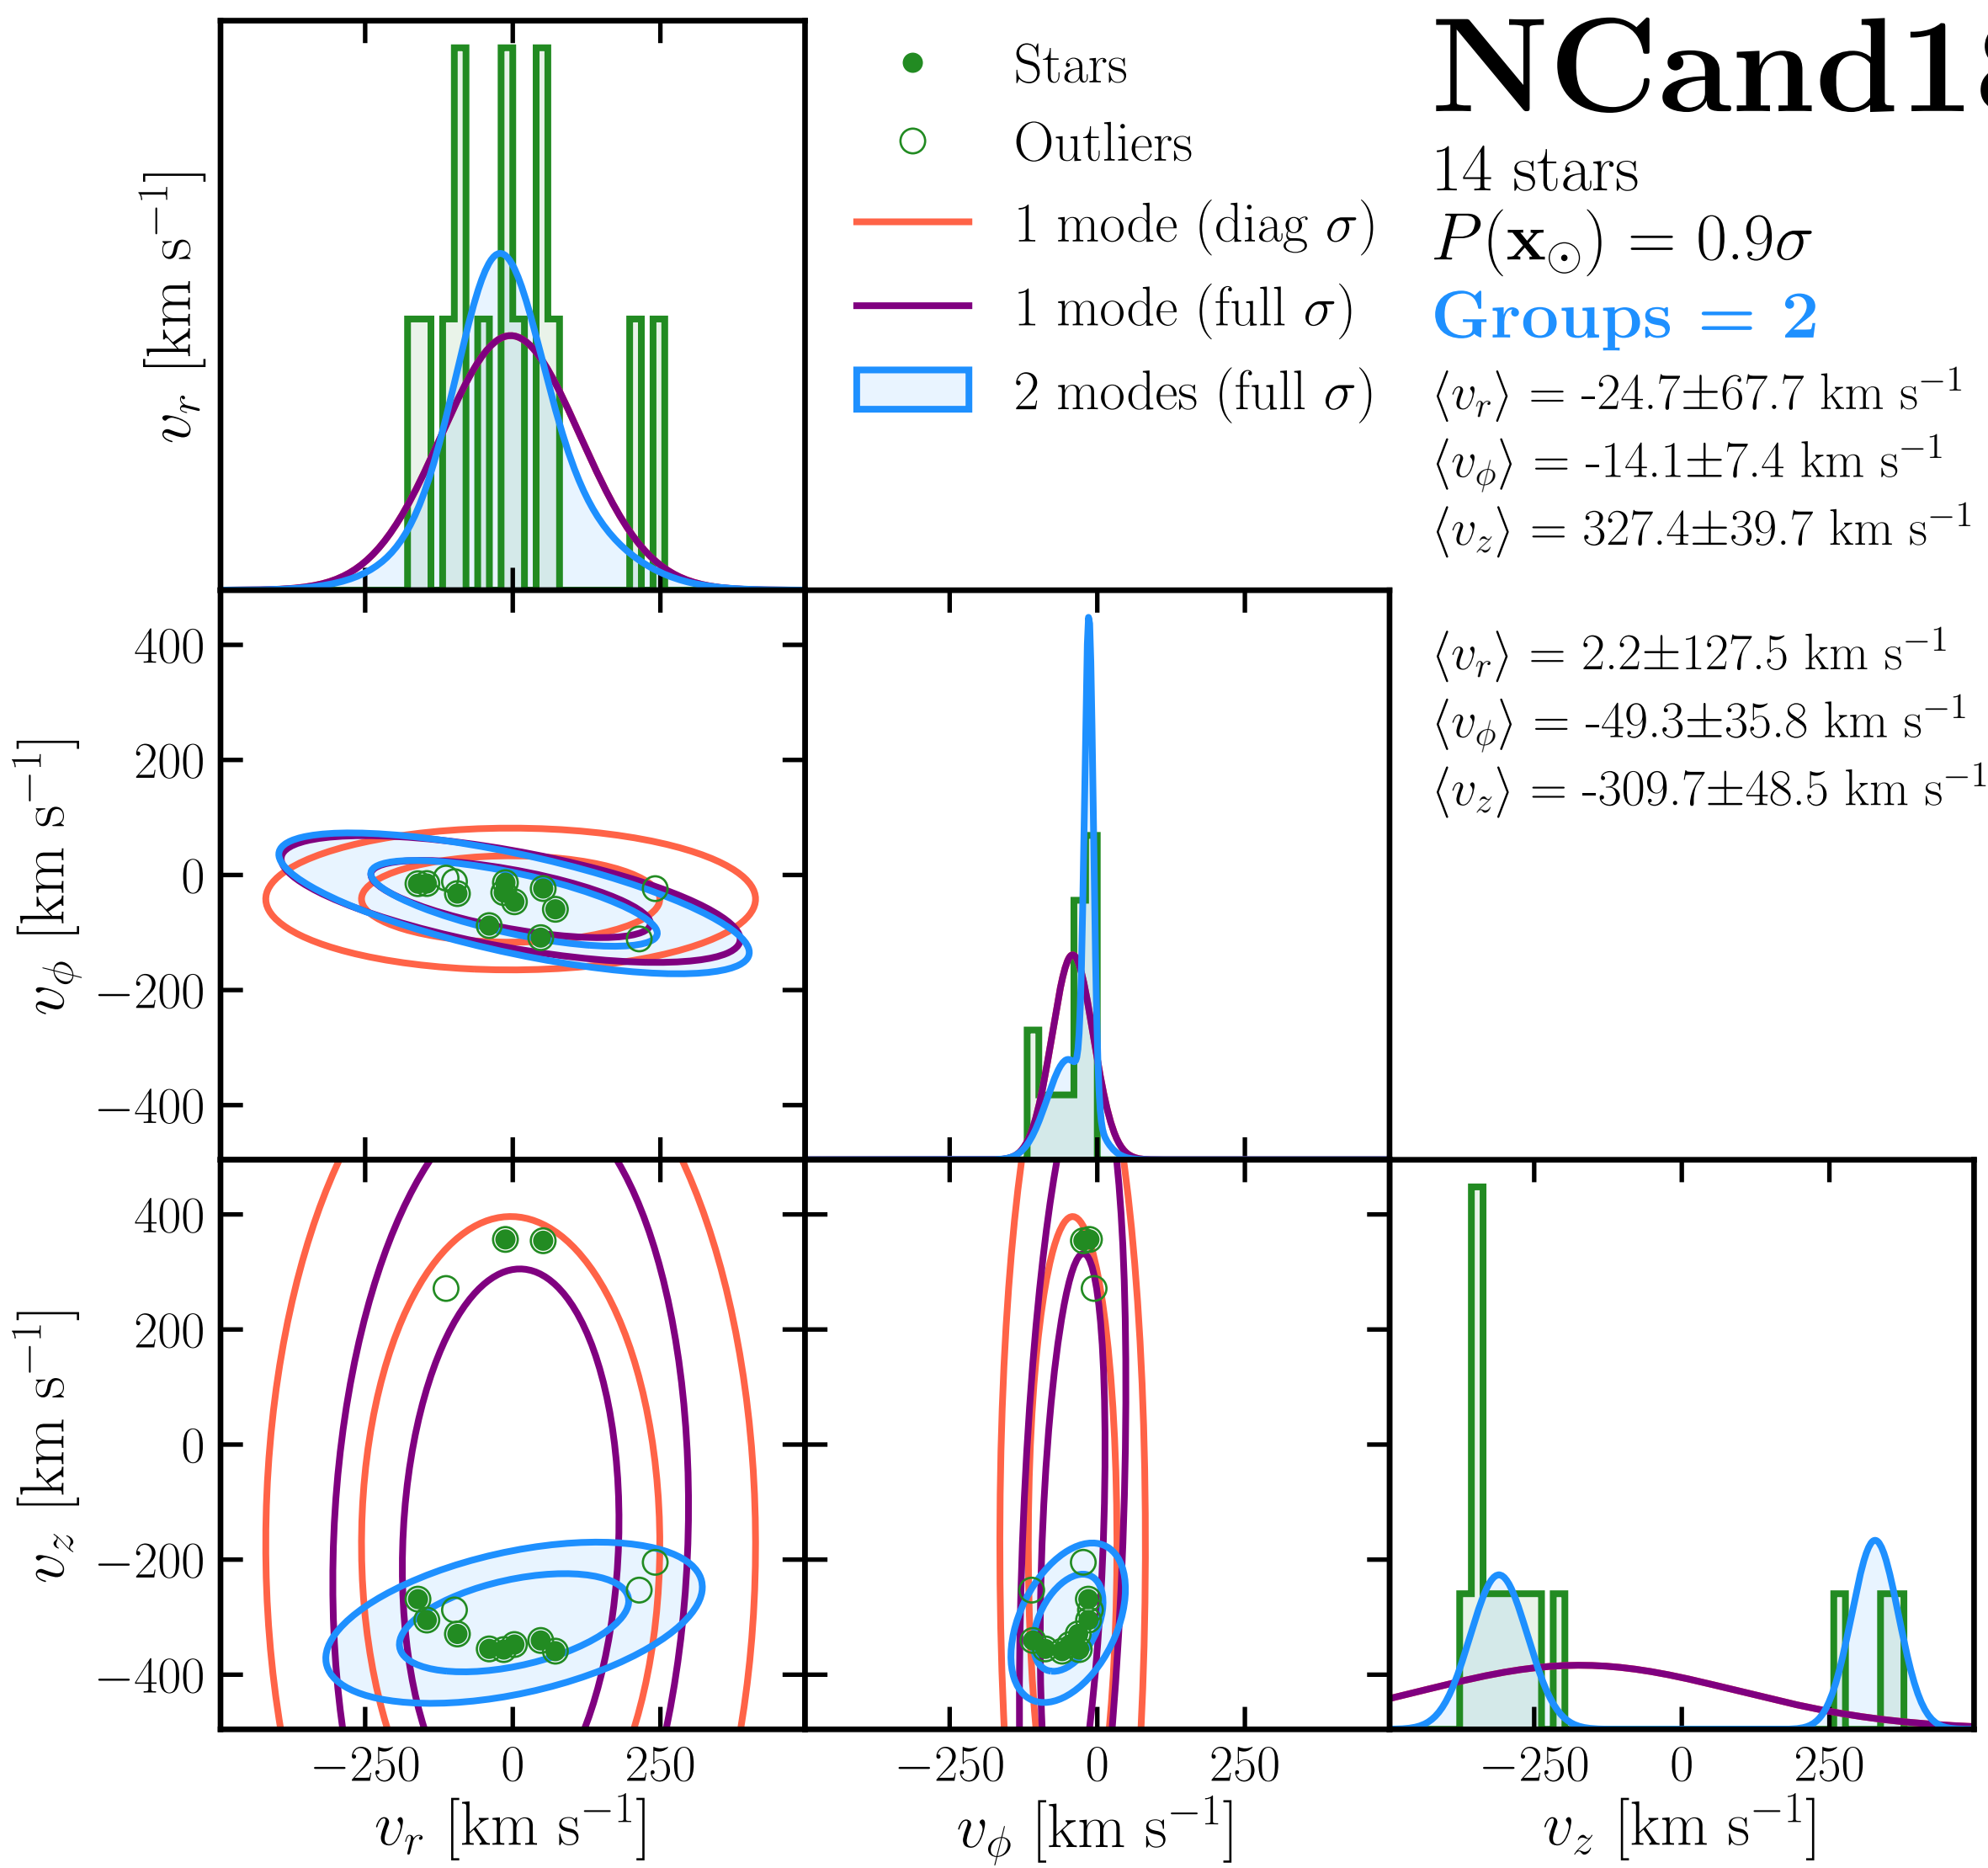 NCand18
Stars
Outliers
1 mode (diag σ)
1 mode (full σ)
2 modes (full σ)
14 stars
P(x⊙) = 0.9σ
Groups = 2
⟨v_r⟩ = -24.7±67.7 km s⁻¹
⟨v_ϕ⟩ = -14.1±7.4 km s⁻¹
⟨v_z⟩ = 327.4±39.7 km s⁻¹
⟨v_r⟩ = 2.2±127.5 km s⁻¹
⟨v_ϕ⟩ = -49.3±35.8 km s⁻¹
⟨v_z⟩ = -309.7±48.5 km s⁻¹
v_r [km s⁻¹]
400
200
0
−200
−400
v_ϕ [km s⁻¹]
400
200
0
−200
−400
v_z [km s⁻¹]
−250 0 250
−250 0 250
−250 0 250
v_r [km s⁻¹]
v_ϕ [km s⁻¹]
v_z [km s⁻¹]